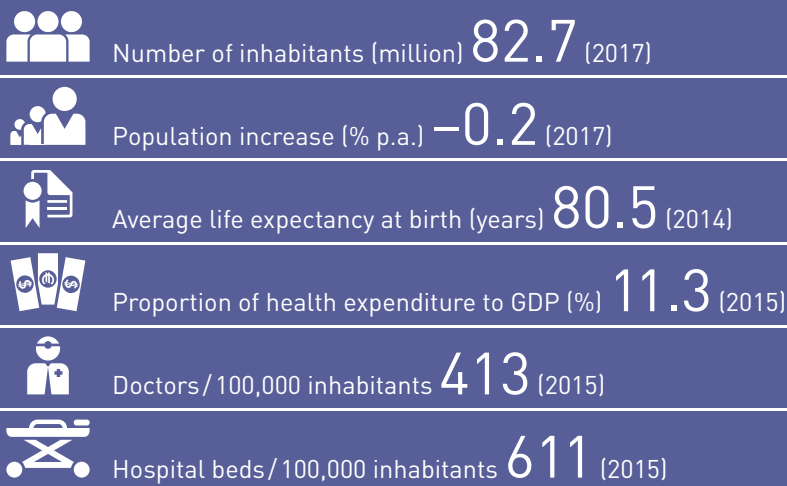 Number of inhabitants (million) 82.7 (2017)
Population increase (% p.a.) –0.2 (2017)
Average life expectancy at birth (years) 80.5 (2014)
Proportion of health expenditure to GDP (%) 11.3 (2015)
Doctors/100,000 inhabitants 413 (2015)
Hospital beds/100,000 inhabitants 611 (2015)